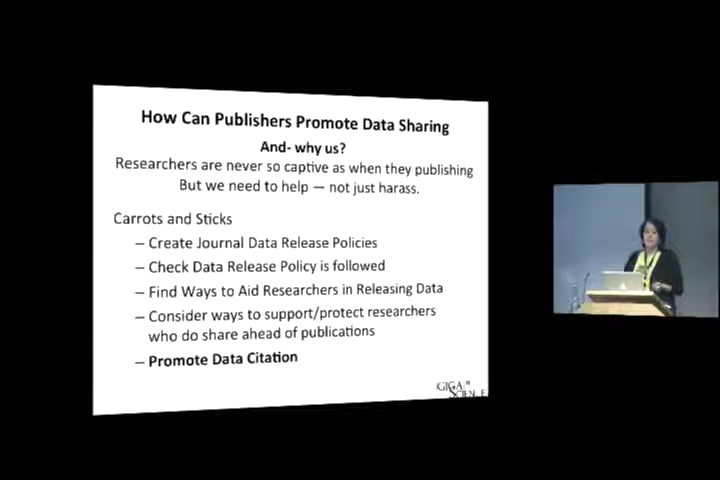 How Can Publishers Promote Data Sharing
And- why us?
Researchers are never so captive as when they publishing
But we need to help — not just harass.
Carrots and Sticks
– Create Journal Data Release Policies
– Check Data Release Policy is followed
– Find Ways to Aid Researchers in Releasing Data
– Consider ways to support/protect researchers
who do share ahead of publications
– Promote Data Citation
GIGA
SCIENCE